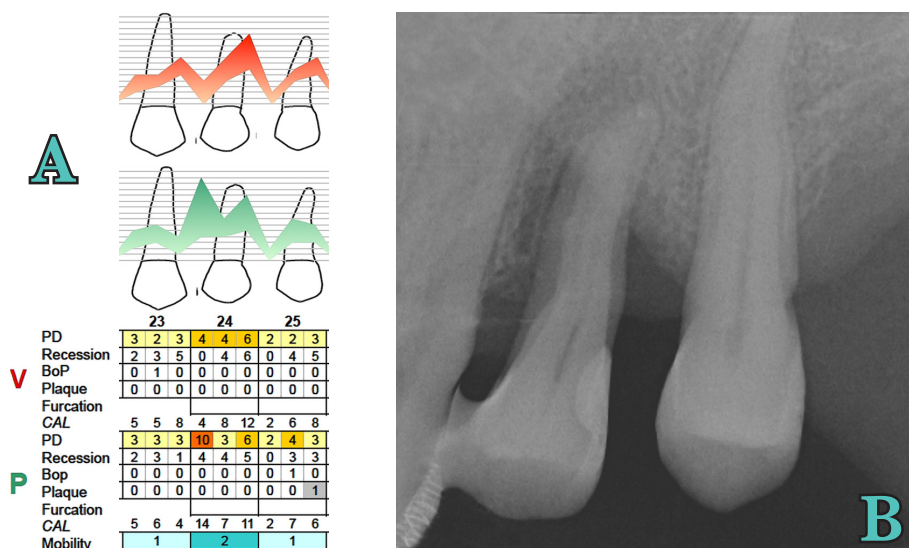 A
23 24 25
PD 3 2 3 4 4 6 2 2 3
Recession 2 3 5 0 4 6 0 4 5
BoP 0 1 0 0 0 0 0 0 0
Plaque 0 0 0 0 0 0 0 0 0
V
Furcation
CAL 5 5 8 4 8 12 2 6 8
PD 3 3 3 10 3 6 2 4 3
Recession 2 3 1 4 4 5 0 3 3
Bop 0 0 0 0 0 0 0 1 0
P
Plaque 0 0 0 0 0 0 0 0 1
Furcation
CAL 5 6 4 14 7 11 2 7 6
Mobility 1 2 1
B